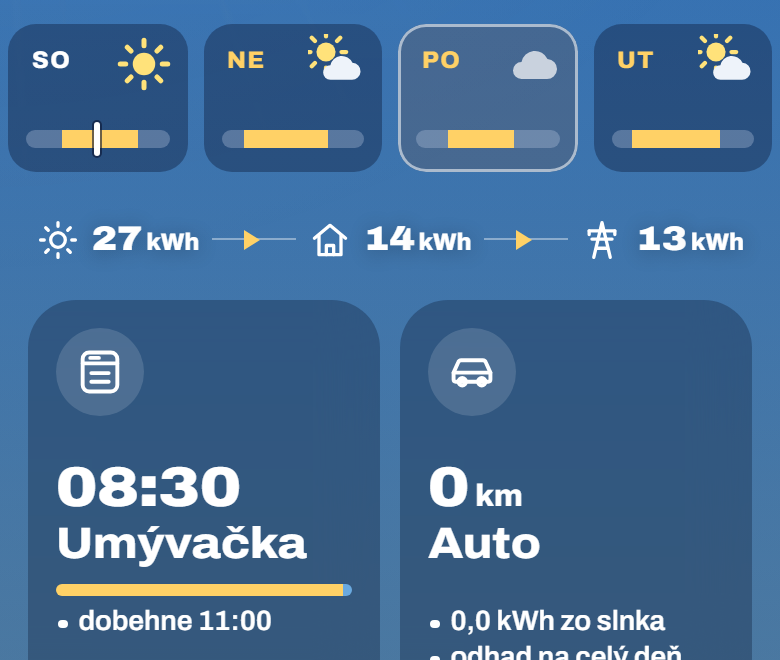 SO NE PO UT
27 kWh 14 kWh 13 kWh
08:30
Umývačka
• dobehne 11:00
0 km
Auto
• 0,0 kWh zo slnka
• odhad na celý deň